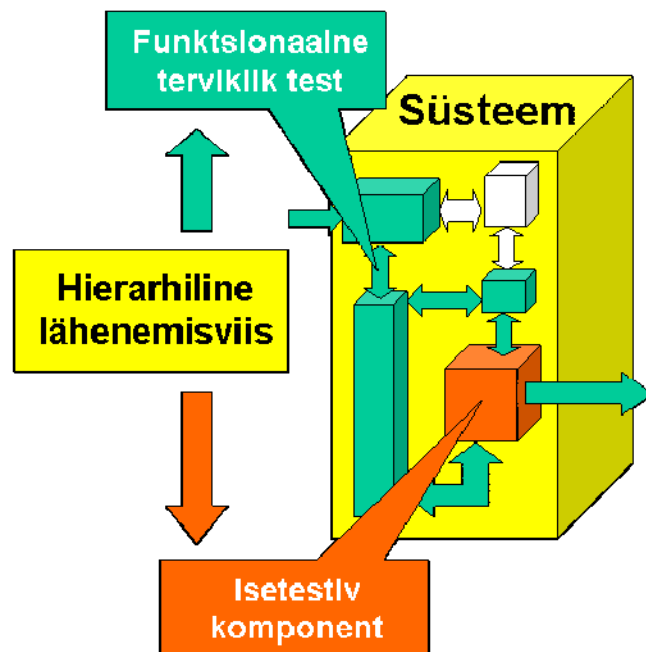 Funktsionaalne
terviklik test
Süsteem
Hierarhiline
lähenemisviis
Isetestiv
komponent